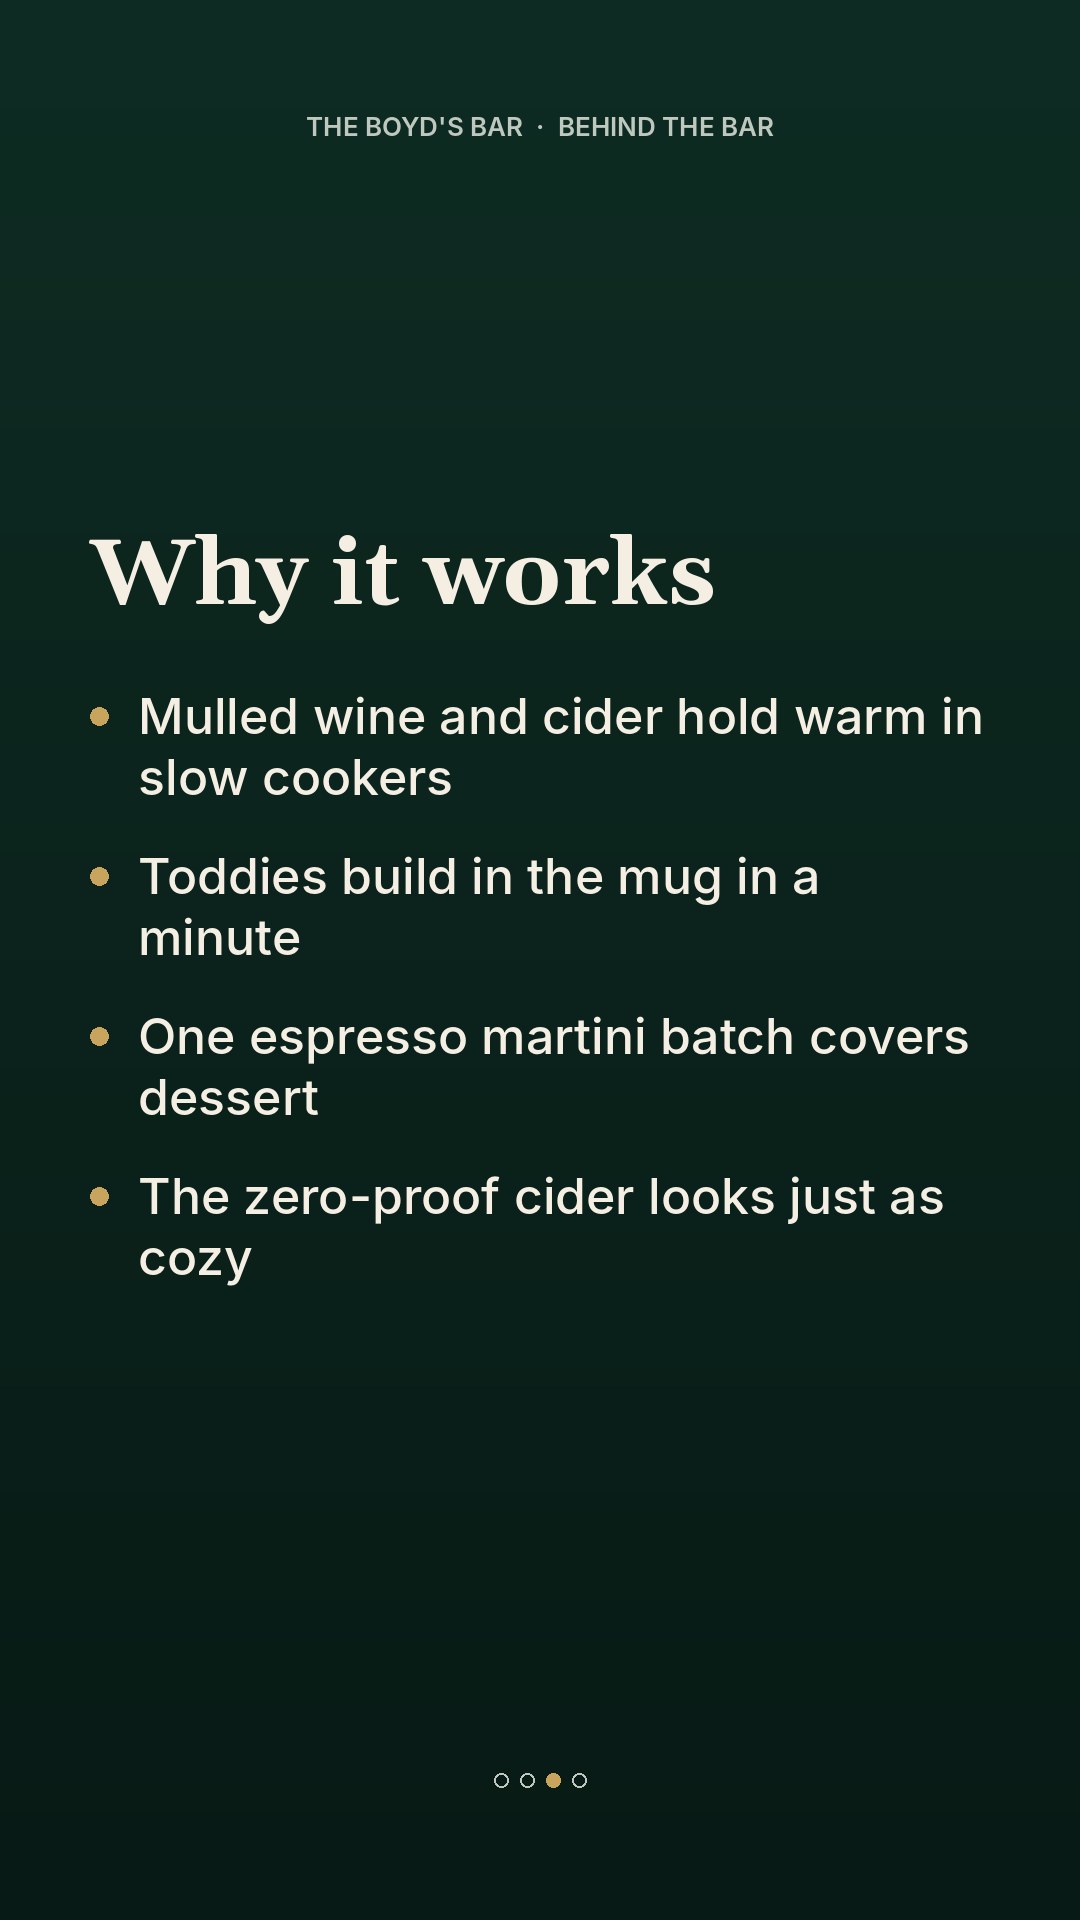 THE BOYD'S BAR · BEHIND THE BAR
Why it works
Mulled wine and cider hold warm in
slow cookers
Toddies build in the mug in a
minute
One espresso martini batch covers
dessert
The zero-proof cider looks just as
cozy